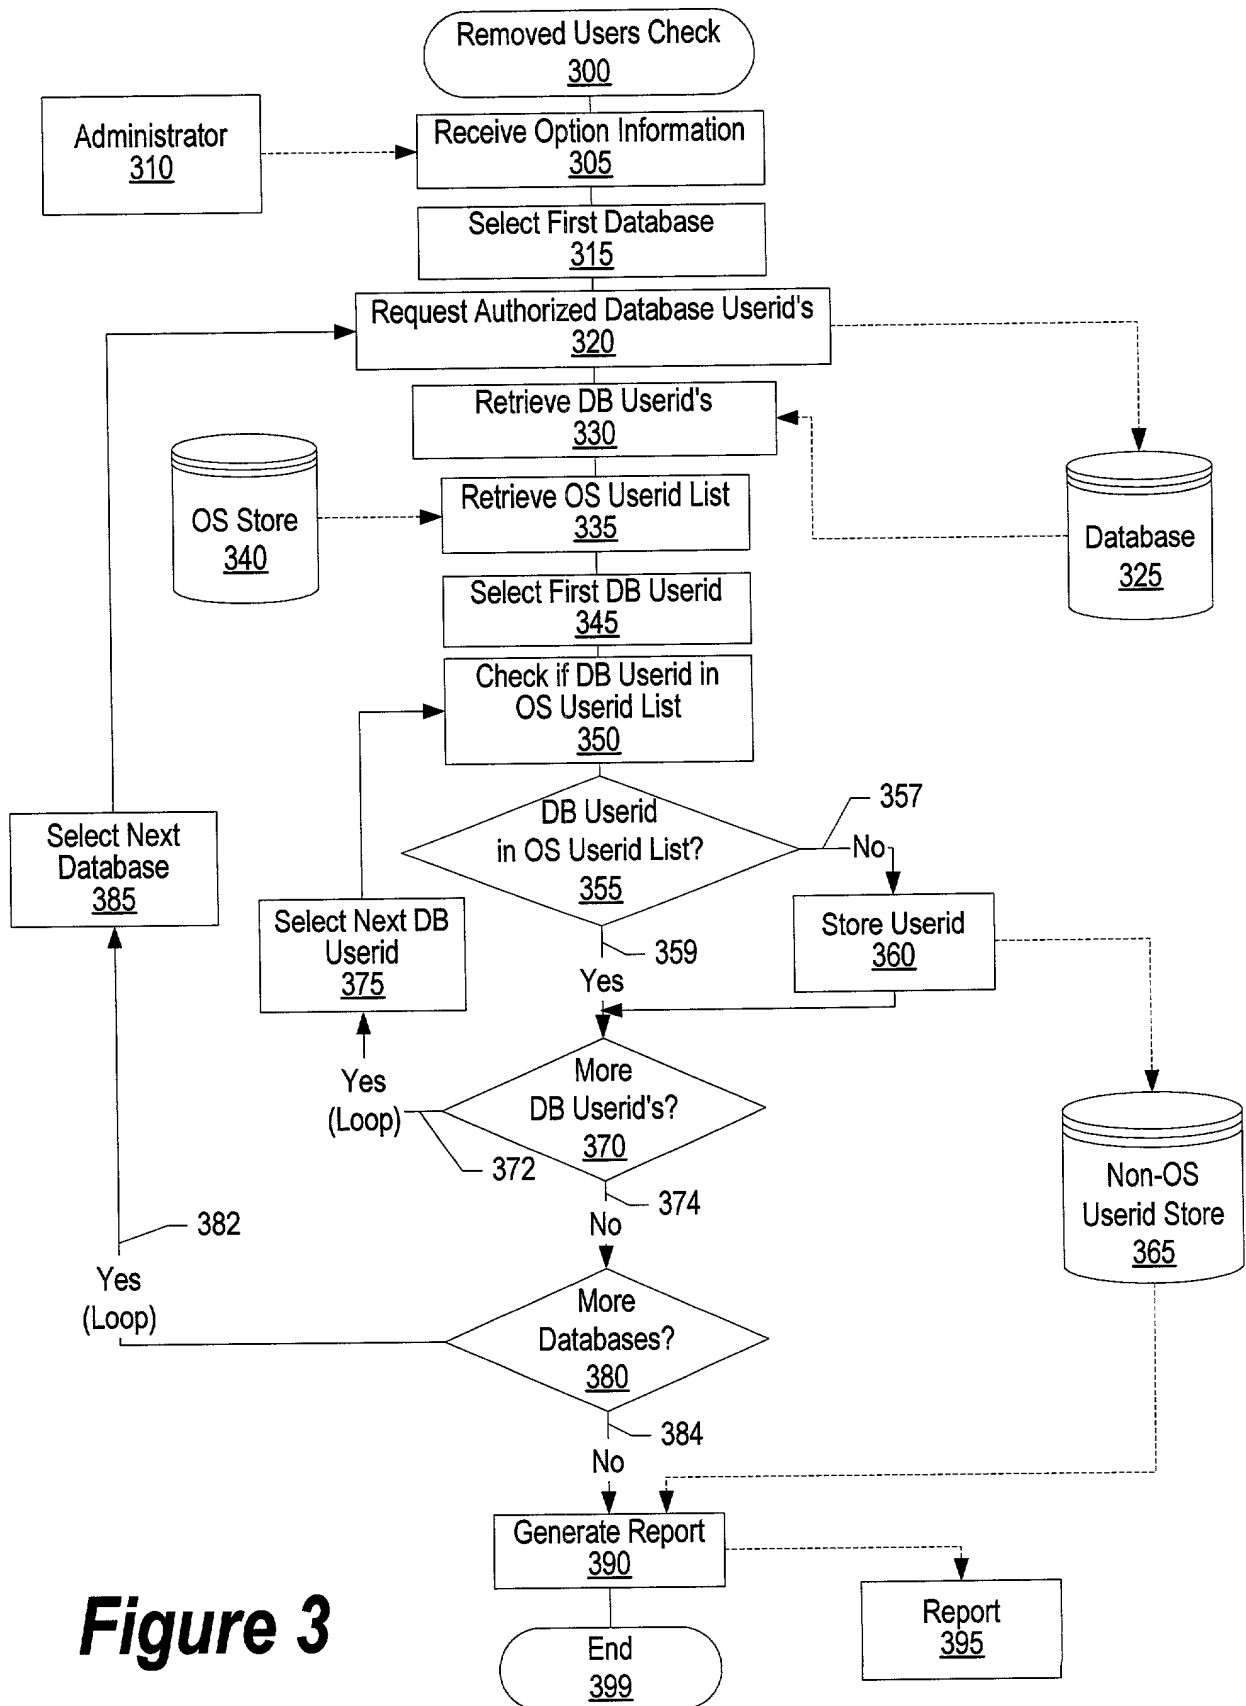 Removed Users Check
300
Administrator
310
Receive Option Information
305
Select First Database
315
Request Authorized Database Userid's
320
Retrieve DB Userid's
330
OS Store
340
Retrieve OS Userid List
335
Database
325
Select First DB Userid
345
Check if DB Userid in
OS Userid List
350
357
DB Userid
in OS Userid List?
355
No
Select Next
Database
385
Select Next DB
Userid
375
Store Userid
360
359
Yes
More
DB Userid's?
370
Yes
(Loop)
372
374
No
Non-OS
Userid Store
365
382
Yes
(Loop)
More
Databases?
380
384
No
Generate Report
390
Report
395
End
399
Figure 3